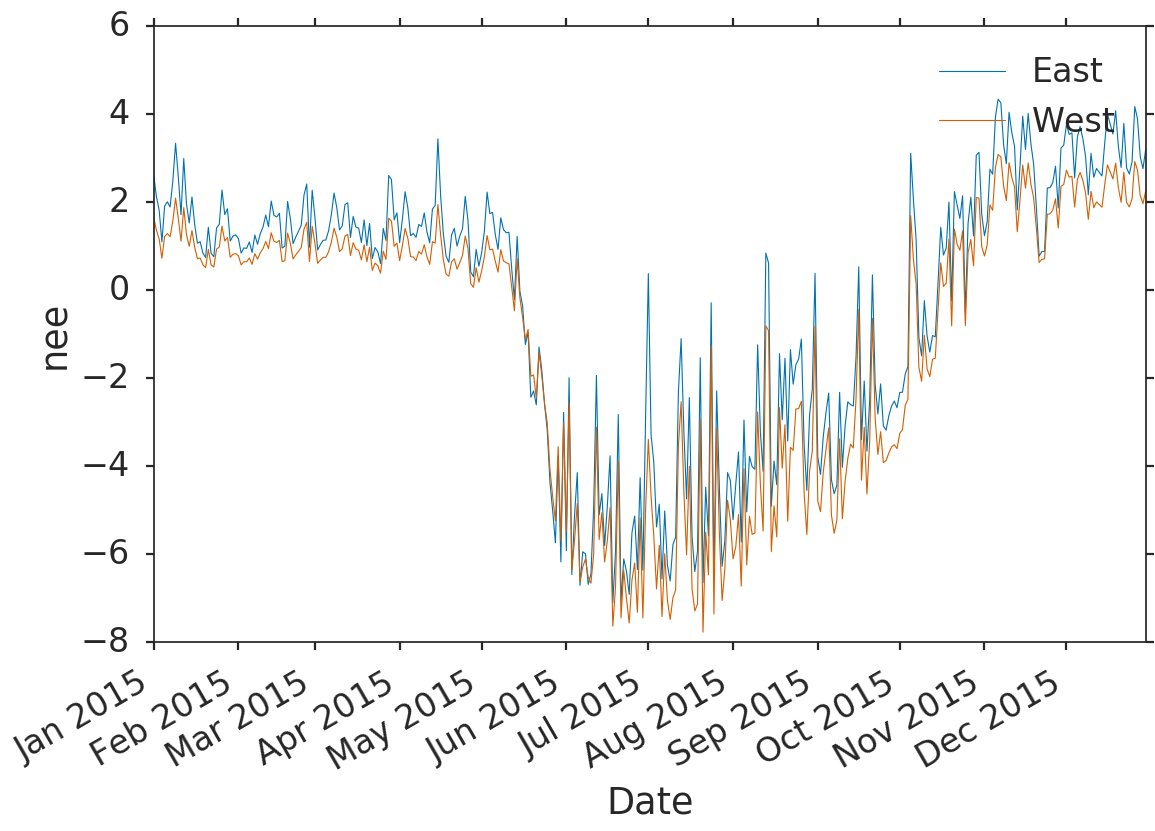 6
4
2
0
−2
−4
−6
−8
nee
East
West
Jan 2015
Feb 2015
Mar 2015
Apr 2015
May 2015
Jun 2015
Jul 2015
Aug 2015
Sep 2015
Oct 2015
Nov 2015
Dec 2015
Date